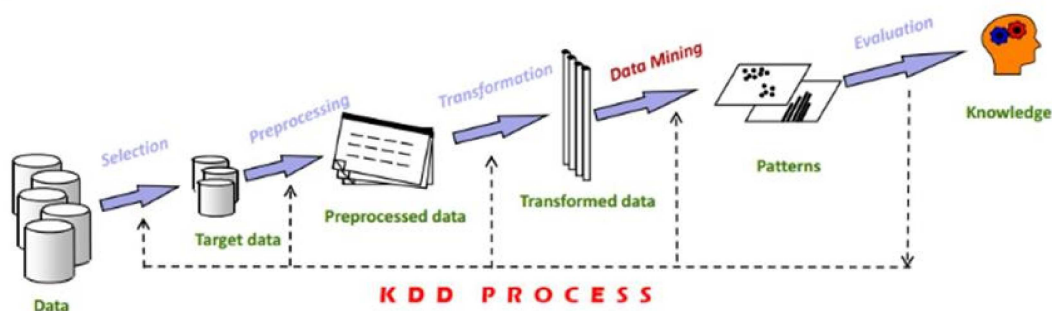 Selection
Preprocessing
Transformation
Data Mining
Evaluation
Data
Target data
Preprocessed data
Transformed data
Patterns
Knowledge
KDD PROCESS